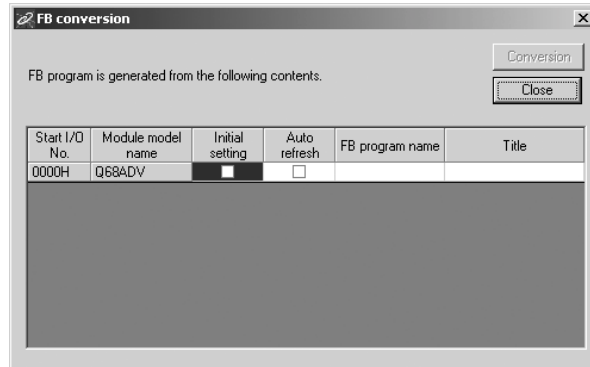 FB conversion
Conversion
FB program is generated from the following contents.
Close
Start I/O No. Module model name Initial setting Auto refresh FB program name Title
0000H Q68ADV